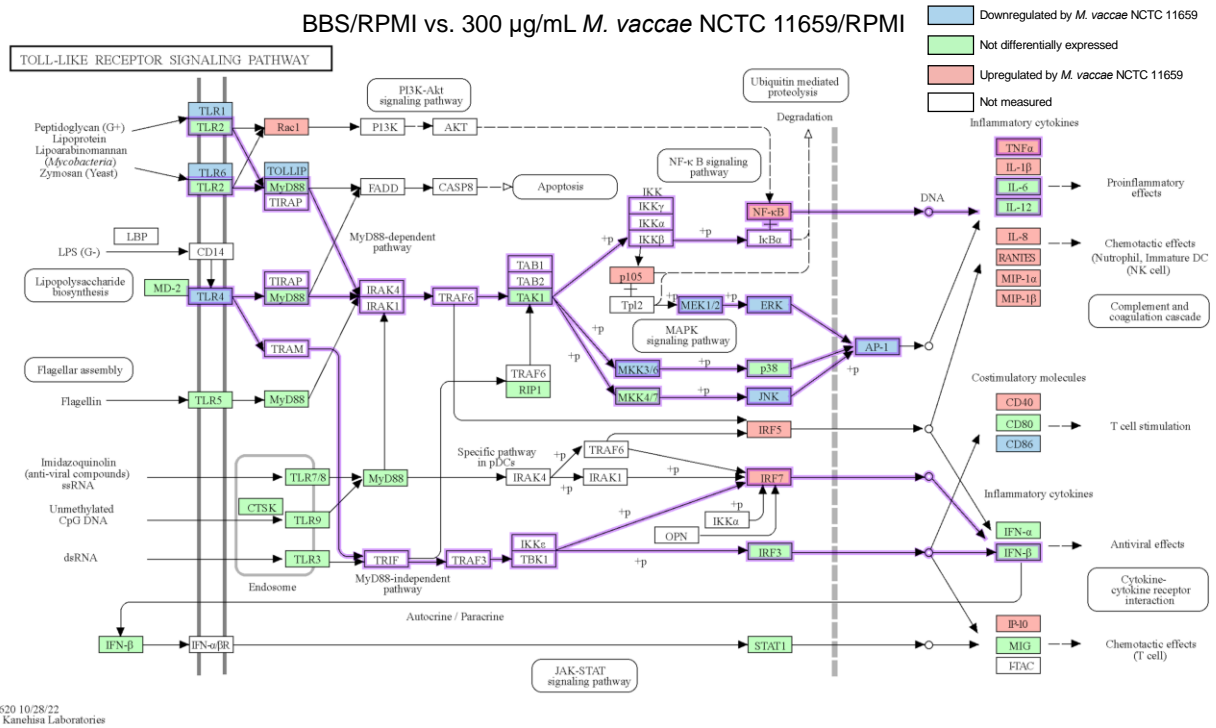 BBS/RPMI vs. 300 µg/mL M. vaccae NCTC 11659/RPMI
Downregulated by M. vaccae NCTC 11659
Not differentially expressed
Upregulated by M. vaccae NCTC 11659
Not measured
TOLL-LIKE RECEPTOR SIGNALING PATHWAY
PI3K-Akt
signaling pathway
Ubiquitin mediated
proteolysis
Degradation
Inflammatory cytokines
TLR1
TLR2
Rac1
PI3K
AKT
Peptidoglycan (G+)
Lipoprotein
Lipoarabinomannan
(Mycobacteria)
Zymosan (Yeast)
TLR6
TLR2
TOLLIP
MyD88
TIRAP
FADD
CASP8
Apoptosis
NF-κ B signaling
pathway
TNFα
IL-1β
IL-6
IL-12
Proinflammatory
effects
IKK
IKKγ
IKKα
IKKβ
+p
+p
NF-κB
IκBα
DNA
MyD88-dependent
pathway
LBP
LPS (G-)
CD14
IL-8
RANTES
MIP-1α
MIP-1β
Chemotactic effects
(Nutrophil, Immature DC
(NK cell)
Lipopolysaccharide
biosynthesis
MD-2
TLR4
TIRAP
MyD88
IRAK4
IRAK1
TRAF6
TAB1
TAB2
TAK1
p105
Tpl2
+p
MEK1/2
+p
ERK
Complement and
coagulation cascade
MAPK
signaling pathway
TRAM
+p
+p
MKK3/6
+p
p38
AP-1
+p
Flagellar assembly
Flagellin
TLR5
MyD88
TRAF6
RIP1
MKK4/7
+p
JNK
Costimulatory molecules
CD40
CD80
CD86
T cell stimulation
IRF5
Imidazoquinolin
(anti-viral compounds)
ssRNA
TLR7/8
MyD88
Specific pathway
in pDCs
IRAK4
+p
+p
TRAF6
IRAK1
+p
IRF7
Unmethylated
CpG DNA
CTSK
TLR9
+p
IKKα
OPN
Inflammatory cytokines
IFN-α
IFN-β
Antiviral effects
dsRNA
TLR3
Endosome
TRIF
TRAF3
IKKε
TBK1
+p
IRF3
MyD88-independent
pathway
Cytokine-
cytokine receptor
interaction
Autocrine / Paracrine
IFN-β
IFN-α/βR
STAT1
IP-10
MIG
I-TAC
Chemotactic effects
(T cell)
JAK-STAT
signaling pathway
620 10/28/22
Kanehisa Laboratories